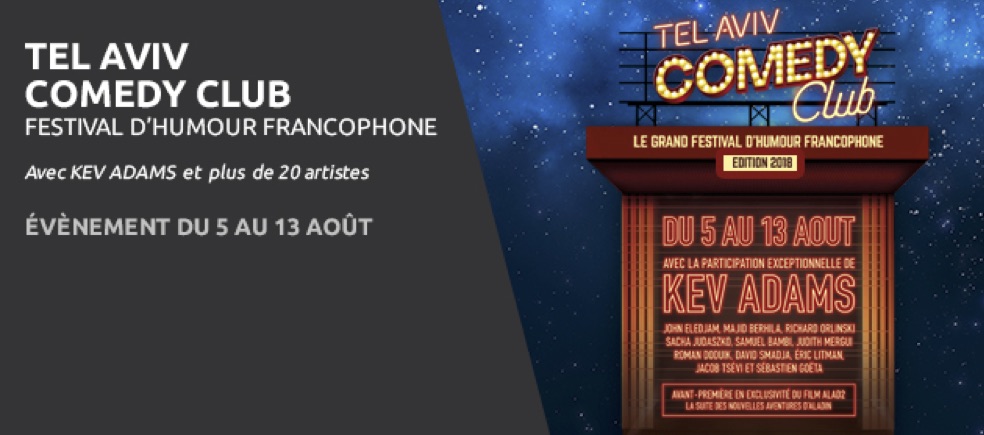 TEL AVIV
COMEDY CLUB
FESTIVAL D'HUMOUR FRANCOPHONE
Avec KEV ADAMS et plus de 20 artistes
ÉVÈNEMENT DU 5 AU 13 AOÛT
TEL AVIV
COMEDY
Club
LE GRAND FESTIVAL D'HUMOUR FRANCOPHONE
EDITION 2018
DU 5 AU 13 AOUT
AVEC LA PARTICIPATION EXCEPTIONNELLE DE
KEV ADAMS
JOHN ELEDJAM, MAJID BERHILA, RICHARD ORLINSKI
SACHA JUDASZKO, SAMUEL BAMBI, JUDITH MERGUI
ROMAN DODUIK, DAVID SMADJA, ÉRIC LITMAN,
JACOB TSÉVI ET SÉBASTIEN GOËTA
AVANT-PREMIÈRE EN EXCLUSIVITÉ DU FILM ALAD2
LA SUITE DES NOUVELLES AVENTURES D'ALADIN